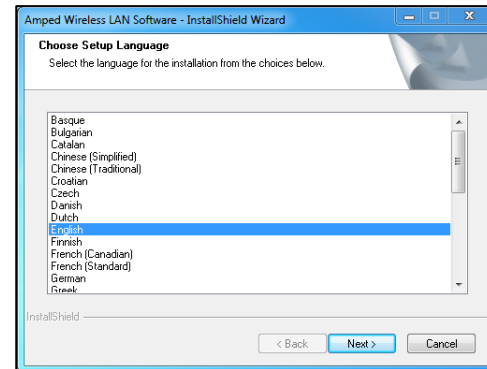 Amped Wireless LAN Software - InstallShield Wizard
Choose Setup Language
Select the language for the installation from the choices below.
Basque
Bulgarian
Catalan
Chinese (Simplified)
Chinese (Traditional)
Croatian
Czech
Danish
Dutch
English
Finnish
French (Canadian)
French (Standard)
German
Greek
InstallShield
< Back Next > Cancel